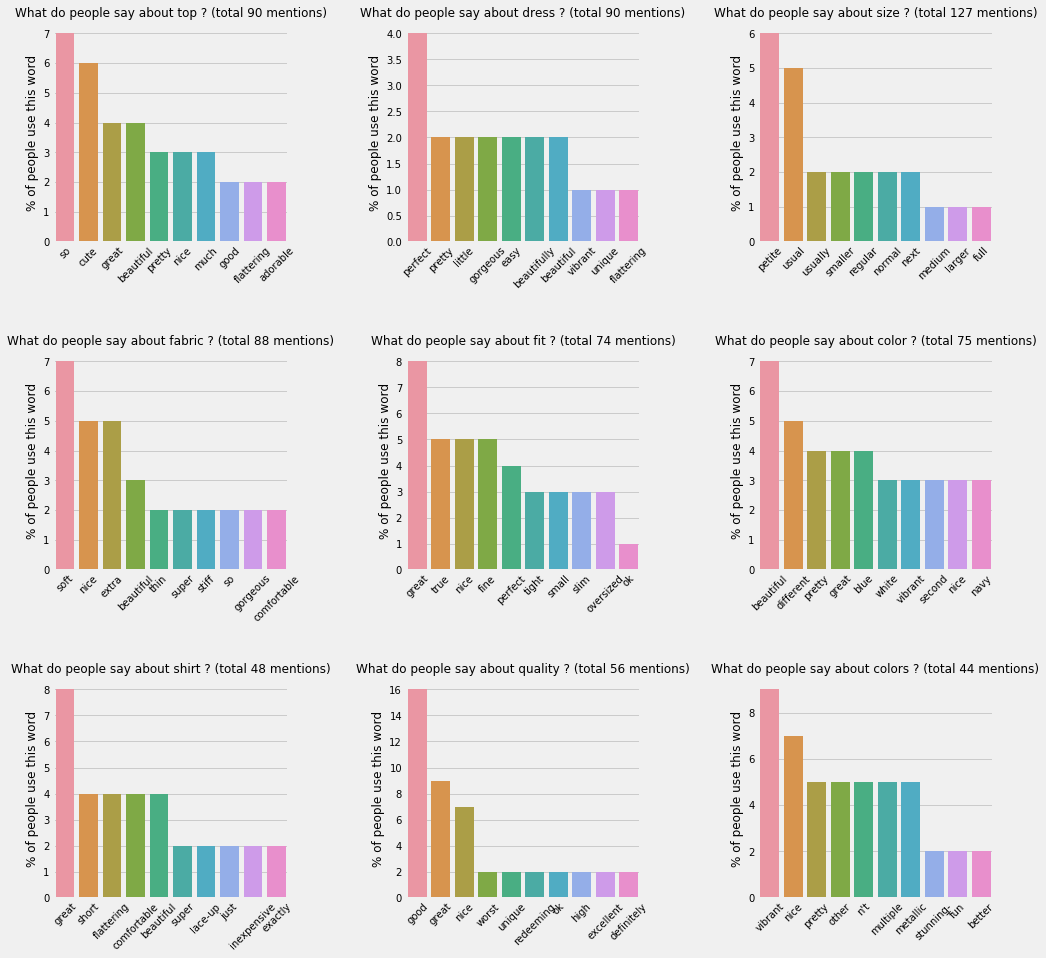 What do people say about top ? (total 90 mentions)
% of people use this word
7
6
5
4
3
2
1
0
so
cute
great
beautiful
pretty
nice
much
good
flattering
adorable
What do people say about dress ? (total 90 mentions)
% of people use this word
4.0
3.5
3.0
2.5
2.0
1.5
1.0
0.5
0.0
perfect
pretty
little
gorgeous
easy
beautifully
beautiful
vibrant
unique
flattering
What do people say about size ? (total 127 mentions)
% of people use this word
6
5
4
3
2
1
0
petite
usual
usually
smaller
regular
normal
next
medium
larger
full
What do people say about fabric ? (total 88 mentions)
% of people use this word
7
6
5
4
3
2
1
0
soft
nice
extra
beautiful
thin
super
stiff
so
gorgeous
comfortable
What do people say about fit ? (total 74 mentions)
% of people use this word
8
7
6
5
4
3
2
1
0
great
true
nice
fine
perfect
tight
small
slim
oversized
ok
What do people say about color ? (total 75 mentions)
% of people use this word
7
6
5
4
3
2
1
0
beautiful
different
pretty
great
blue
white
vibrant
second
nice
navy
What do people say about shirt ? (total 48 mentions)
% of people use this word
8
7
6
5
4
3
2
1
0
great
short
flattering
comfortable
beautiful
super
lace-up
just
inexpensive
exactly
What do people say about quality ? (total 56 mentions)
% of people use this word
16
14
12
10
8
6
4
2
0
good
great
nice
worst
unique
redeeming
ok
high
excellent
definitely
What do people say about colors ? (total 44 mentions)
% of people use this word
8
6
4
2
0
vibrant
nice
pretty
other
n't
multiple
metallic
stunning-
fun
better